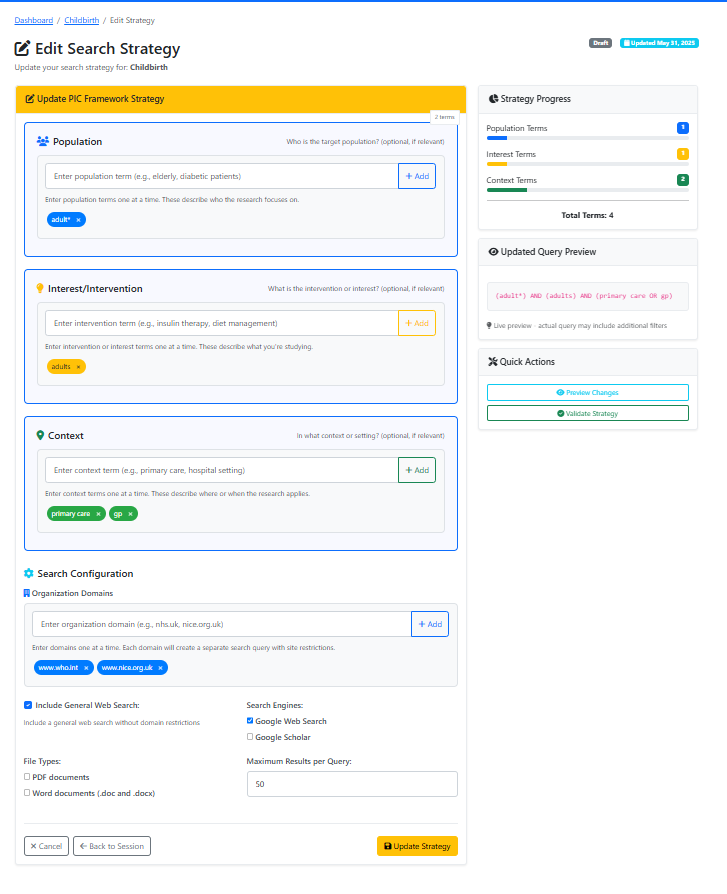 Dashboard / Childbirth / Edit Strategy
Edit Search Strategy
Draft
Updated May 31, 2025
Update your search strategy for: Childbirth
Update PIC Framework Strategy
2 terms
Population
Who is the target population? (optional, if relevant)
Enter population term (e.g., elderly, diabetic patients)
+ Add
Enter population terms one at a time. These describe who the research focuses on.
adult* ×
Interest/Intervention
What is the intervention or interest? (optional, if relevant)
Enter intervention term (e.g., insulin therapy, diet management)
+ Add
Enter intervention or interest terms one at a time. These describe what you're studying.
adults ×
Context
In what context or setting? (optional, if relevant)
Enter context term (e.g., primary care, hospital setting)
+ Add
Enter context terms one at a time. These describe where or when the research applies.
primary care × gp ×
Search Configuration
Organization Domains
Enter organization domain (e.g., nhs.uk, nice.org.uk)
+ Add
Enter domains one at a time. Each domain will create a separate search query with site restrictions.
www.who.int × www.nice.org.uk ×
Include General Web Search:
Include a general web search without domain restrictions
Search Engines:
Google Web Search
Google Scholar
File Types:
PDF documents
Word documents (.doc and .docx)
Maximum Results per Query:
50
× Cancel
← Back to Session
Update Strategy
Strategy Progress
Population Terms 1
Interest Terms 1
Context Terms 2
Total Terms: 4
Updated Query Preview
(adult*) AND (adults) AND (primary care OR gp)
Live preview - actual query may include additional filters
Quick Actions
Preview Changes
Validate Strategy